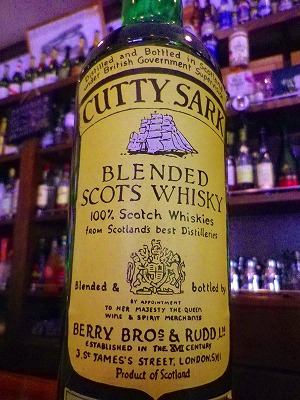 Distilled and Bottled in Scotland
under British Government Supervision
CUTTY SARK
BLENDED
SCOTS WHISKY
100% Scotch Whiskies
from Scotland's best Distilleries
Blended & bottled by
BY APPOINTMENT
TO HER MAJESTY THE QUEEN
WINE & SPIRIT MERCHANTS
BERRY BROS & RUDD LTD
ESTABLISHED IN THE XVII CENTURY
3, ST JAMES'S STREET, LONDON, S.W.1
Product of Scotland